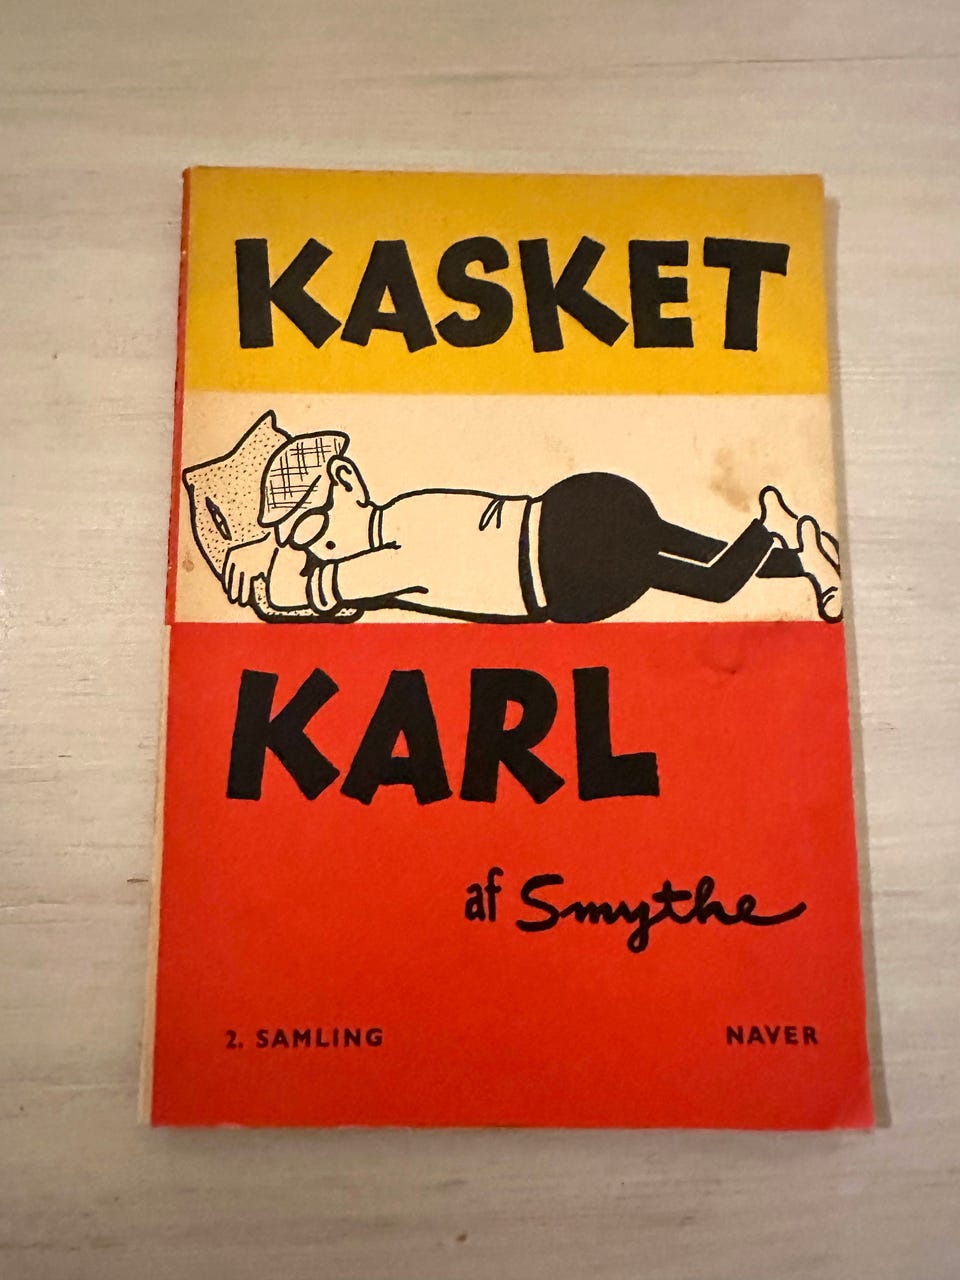 KASKET
KARL
af Smythe
2. SAMLING
NAVER